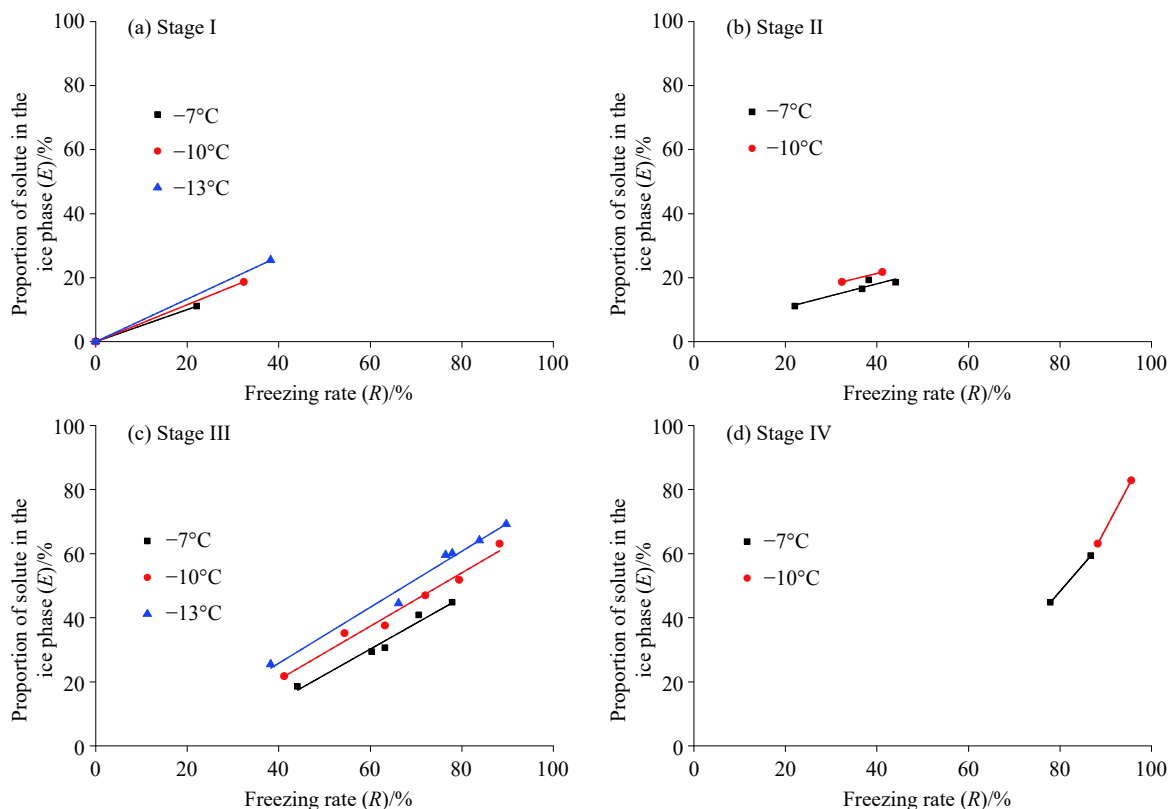 (a) Stage I
100
80
60
40
20
0
Proportion of solute in the
ice phase (E)/%
−7°C
−10°C
−13°C
0 20 40 60 80 100
Freezing rate (R)/%
(b) Stage II
100
80
60
40
20
0
Proportion of solute in the
ice phase (E)/%
−7°C
−10°C
0 20 40 60 80 100
Freezing rate (R)/%
(c) Stage III
100
80
60
40
20
0
Proportion of solute in the
ice phase (E)/%
−7°C
−10°C
−13°C
0 20 40 60 80 100
Freezing rate (R)/%
(d) Stage IV
100
80
60
40
20
0
Proportion of solute in the
ice phase (E)/%
−7°C
−10°C
0 20 40 60 80 100
Freezing rate (R)/%